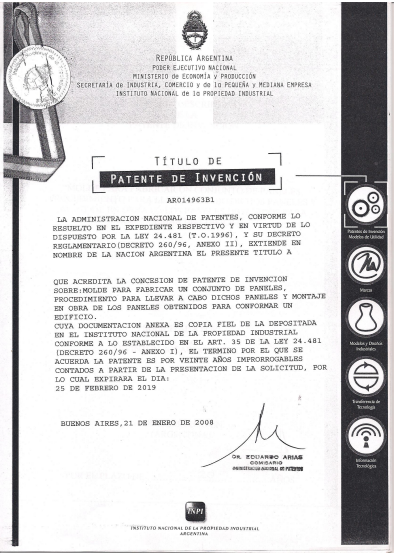 REPÚBLICA ARGENTINA
PODER EJECUTIVO NACIONAL
MINISTERIO de ECONOMÍA y PRODUCCIÓN
SECRETARÍA de INDUSTRIA, COMERCIO y de la PEQUEÑA y MEDIANA EMPRESA
INSTITUTO NACIONAL de la PROPIEDAD INDUSTRIAL
TÍTULO DE
PATENTE DE INVENCIÓN
AR014963B1
LA ADMINISTRACION NACIONAL DE PATENTES, CONFORME LO
RESUELTO EN EL EXPEDIENTE RESPECTIVO Y EN VIRTUD DE LO
DISPUESTO POR LA LEY 24.481 (T.O.1996), Y SU DECRETO
REGLAMENTARIO(DECRETO 260/96, ANEXO II), EXTIENDE EN
NOMBRE DE LA NACION ARGENTINA EL PRESENTE TITULO A
QUE ACREDITA LA CONCESION DE PATENTE DE INVENCION
SOBRE:MOLDE PARA FABRICAR UN CONJUNTO DE PANELES,
PROCEDIMIENTO PARA LLEVAR A CABO DICHOS PANELES Y MONTAJE
EN OBRA DE LOS PANELES OBTENIDOS PARA CONFORMAR UN
EDIFICIO.
CUYA DOCUMENTACION ANEXA ES COPIA FIEL DE LA DEPOSITADA
EN EL INSTITUTO NACIONAL DE LA PROPIEDAD INDUSTRIAL
CONFORME A LO ESTABLECIDO EN EL ART. 35 DE LA LEY 24.481
(DECRETO 260/96 - ANEXO I), EL TERMINO POR EL QUE SE
ACUERDA LA PATENTE ES POR VEINTE AÑOS IMPRORROGABLES
CONTADOS A PARTIR DE LA PRESENTACION DE LA SOLICITUD, POR
LO CUAL EXPIRARA EL DIA:
25 DE FEBRERO DE 2019
BUENOS AIRES,21 DE ENERO DE 2008
DR. EDUARDO ARIAS
COMISARIO
ADMINISTRACION NACIONAL DE PATENTES
Patente de Invención
Modelos de Utilidad
Marcas
Modelos y Diseños
Industriales
Transferencia de
Tecnología
Información
Tecnológica
INPI
INSTITUTO NACIONAL DE LA PROPIEDAD INDUSTRIAL
ARGENTINA